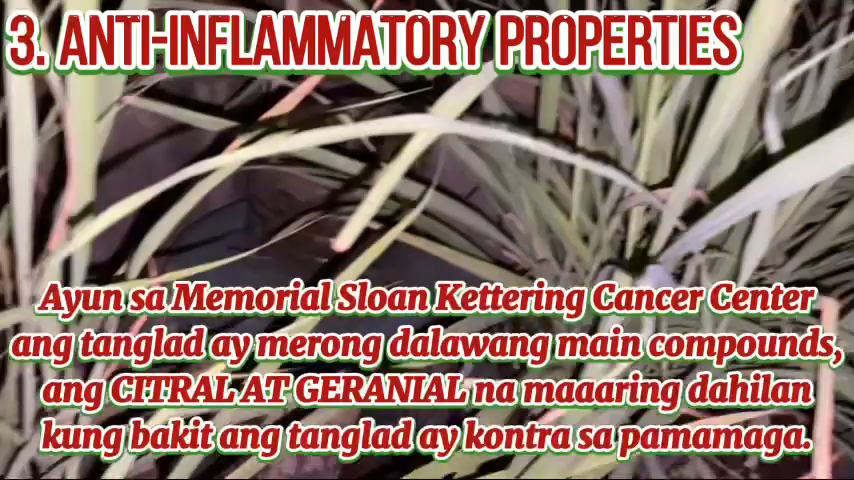 3. ANTI-INFLAMMATORY PROPERTIES
Ayun sa Memorial Sloan Kettering Cancer Center
ang tanglad ay merong dalawang main compounds,
ang CITRAL AT GERANIAL na maaaring dahilan
kung bakit ang tanglad ay kontra sa pamamaga.